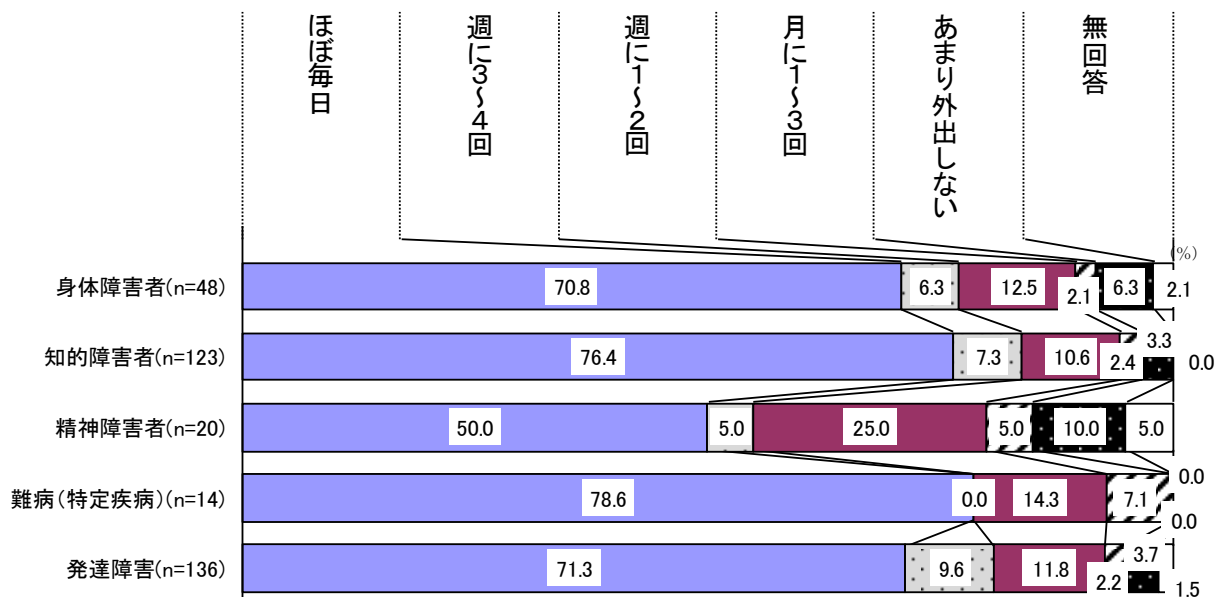 ほぼ毎日
週に3～4回
週に1～2回
月に1～3回
あまり外出しない
無回答
(%)
身体障害者(n=48) 70.8 6.3 12.5 2.1 6.3 2.1
知的障害者(n=123) 76.4 7.3 10.6 2.4 3.3 0.0
精神障害者(n=20) 50.0 5.0 25.0 5.0 10.0 5.0
難病(特定疾病)(n=14) 78.6 0.0 14.3 7.1 0.0 0.0
発達障害(n=136) 71.3 9.6 11.8 2.2 3.7 1.5